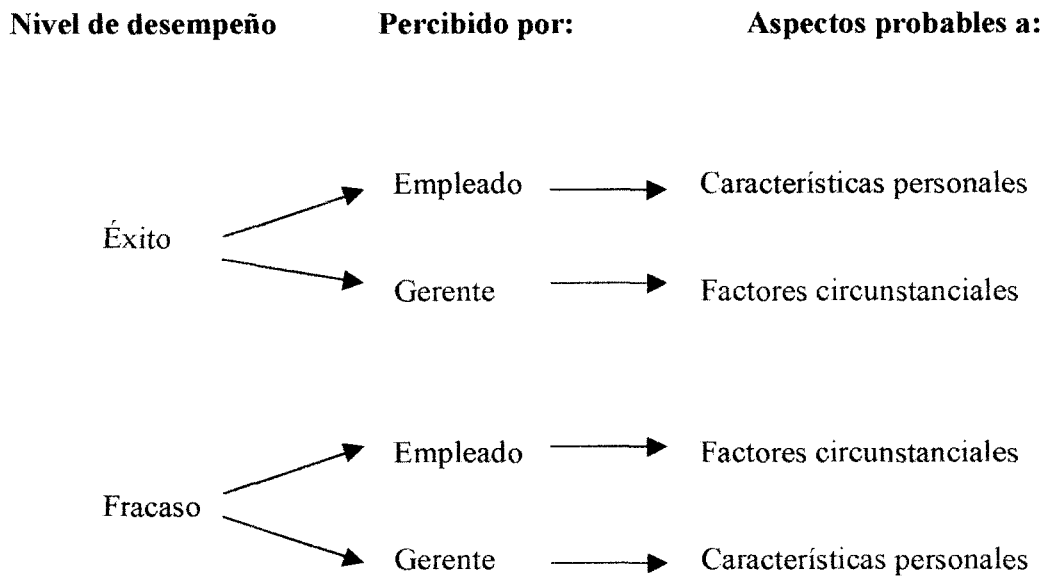 Nivel de desempeño Percibido por: Aspectos probables a:
Empleado Características personales
Éxito
Gerente Factores circunstanciales
Empleado Factores circunstanciales
Fracaso
Gerente Características personales